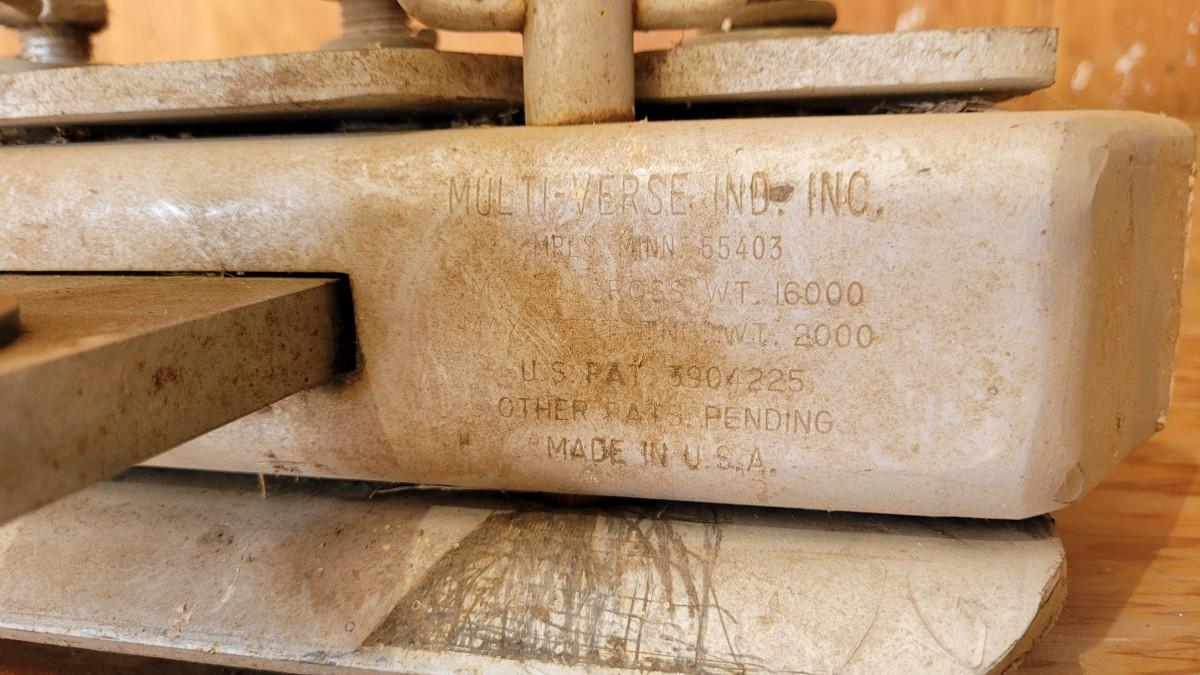 MULTI-VERSE IND. INC.
MPLS MINN. 55403
GROSS WT. 16000
WT. 2000
U.S. PAT. 3904225
OTHER PATS. PENDING
MADE IN U.S.A.